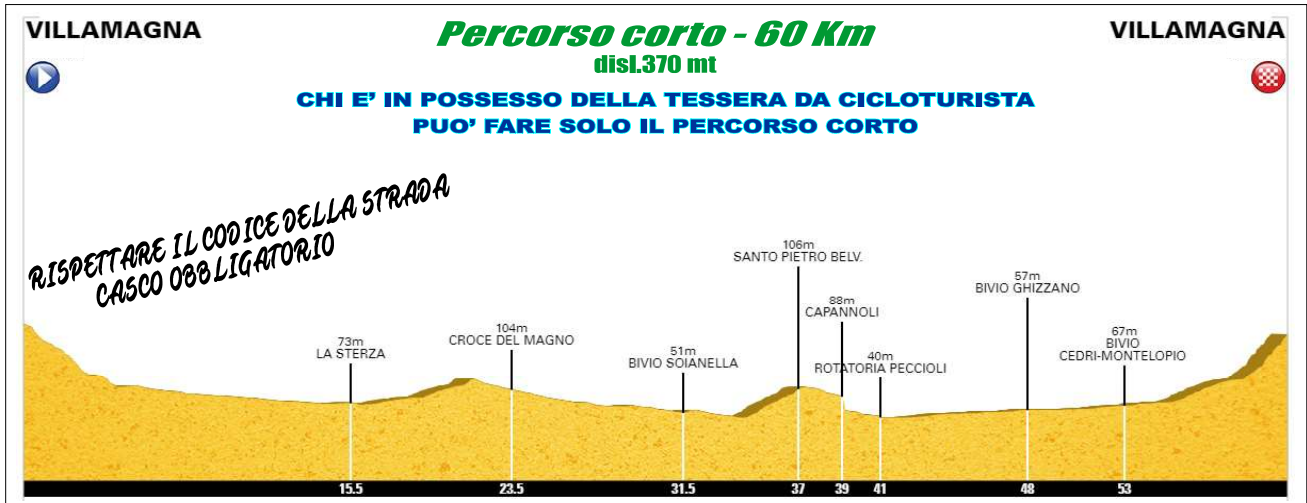 VILLAMAGNA
Percorso corto - 60 Km
VILLAMAGNA
disl.370 mt
CHI E' IN POSSESSO DELLA TESSERA DA CICLOTURISTA
PUO' FARE SOLO IL PERCORSO CORTO
RISPETTARE IL CODICE DELLA STRADA
CASCO OBBLIGATORIO
73m
LA STERZA
104m
CROCE DEL MAGNO
51m
BIVIO SOIANELLA
106m
SANTO PIETRO BELV.
88m
CAPANNOLI
40m
ROTATORIA PECCIOLI
57m
BIVIO GHIZZANO
67m
BIVIO
CEDRI-MONTELOPIO
15.5 23.5 31.5 37 39 41 48 53